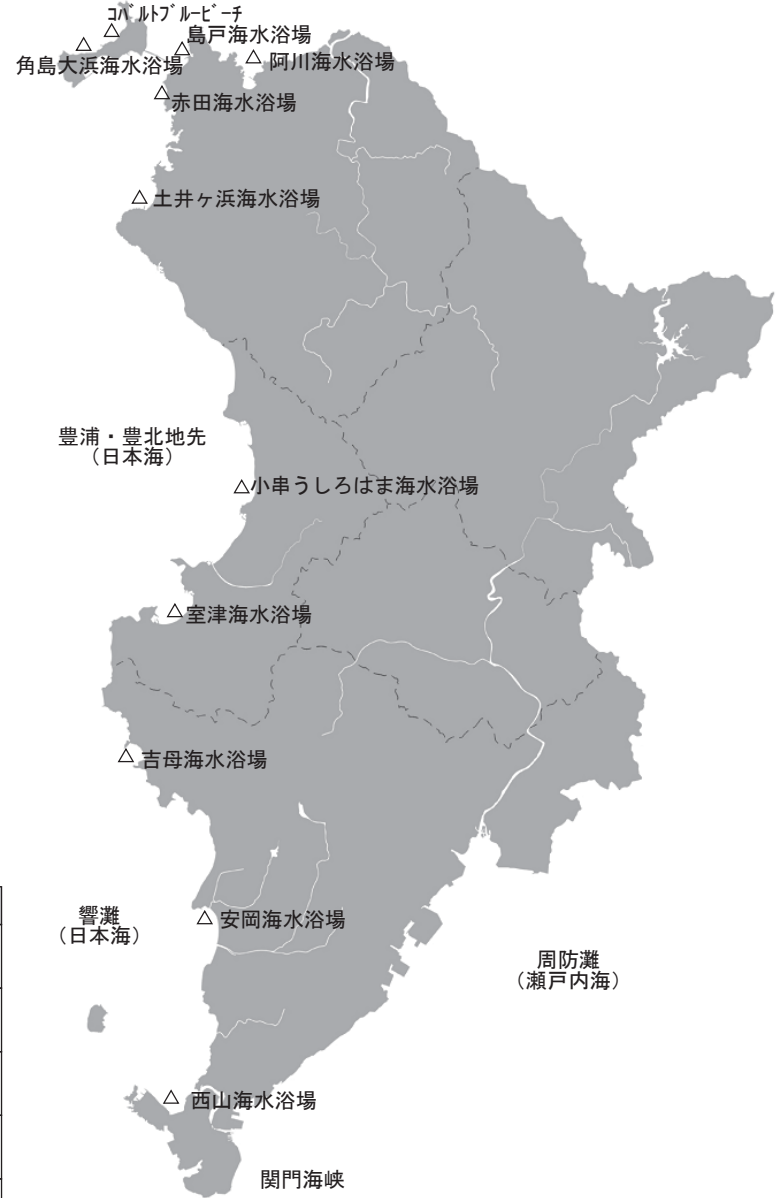 コバルトブルービーチ
△島戸海水浴場
△角島大浜海水浴場
△阿川海水浴場
△赤田海水浴場
△土井ヶ浜海水浴場
豊浦・豊北地先
（日本海）
△小串うしろはま海水浴場
△室津海水浴場
△吉母海水浴場
響灘
（日本海）
△安岡海水浴場
周防灘
（瀬戸内海）
△西山海水浴場
関門海峡